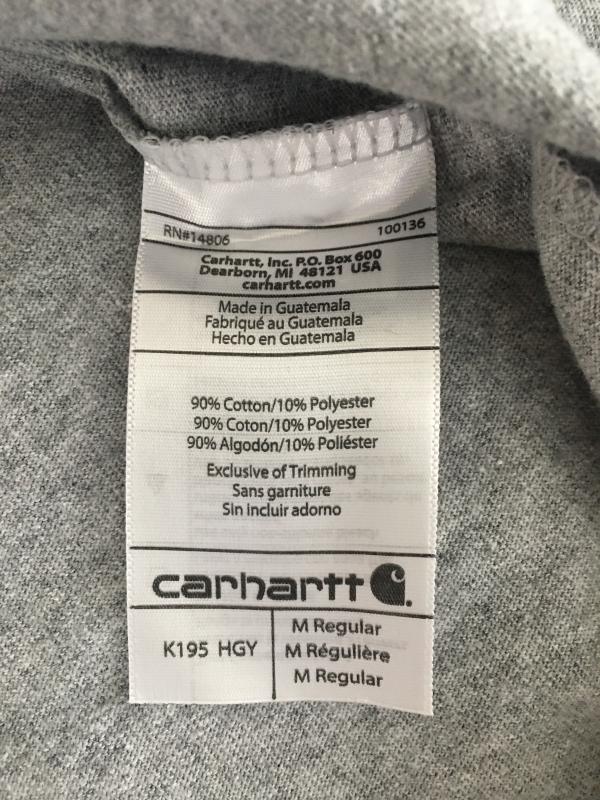 RN#14806 100136
Carhartt, Inc. P.O. Box 600
Dearborn, MI 48121 USA
carhartt.com
Made in Guatemala
Fabriqué au Guatemala
Hecho en Guatemala
90% Cotton/10% Polyester
90% Coton/10% Polyester
90% Algodón/10% Poliéster
Exclusive of Trimming
Sans garniture
Sin incluir adorno
carhartt
K195 HGY
M Regular
M Régulière
M Regular